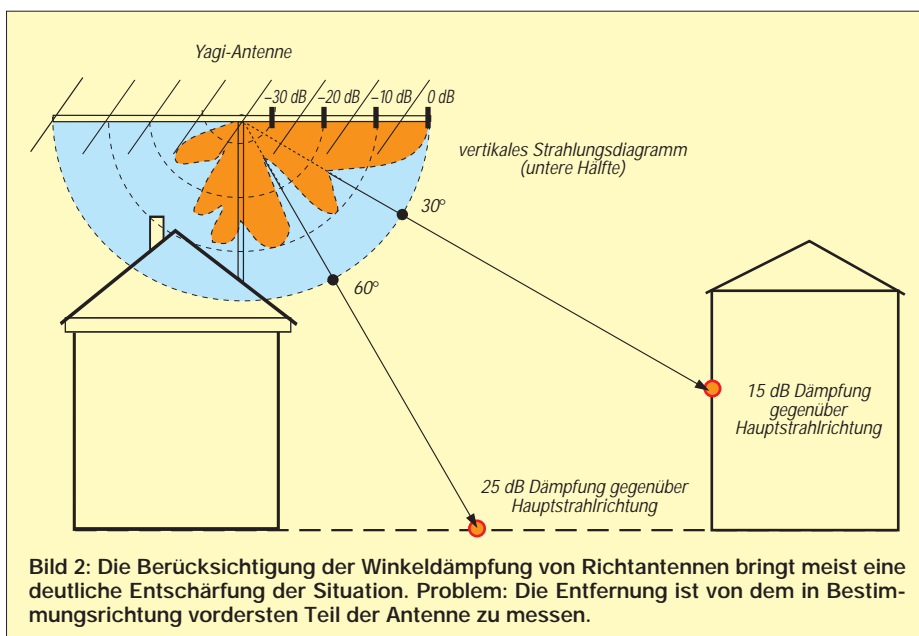 Yagi-Antenne
–30 dB
–20 dB
–10 dB
0 dB
vertikales Strahlungsdiagramm
(untere Hälfte)
30°
60°
15 dB Dämpfung
gegenüber
Hauptstrahlrichtung
25 dB Dämpfung gegenüber
Hauptstrahlrichtung
Bild 2: Die Berücksichtigung der Winkeldämpfung von Richtantennen bringt meist eine
deutliche Entschärfung der Situation. Problem: Die Entfernung ist von dem in Bestim-
mungsrichtung vordersten Teil der Antenne zu messen.